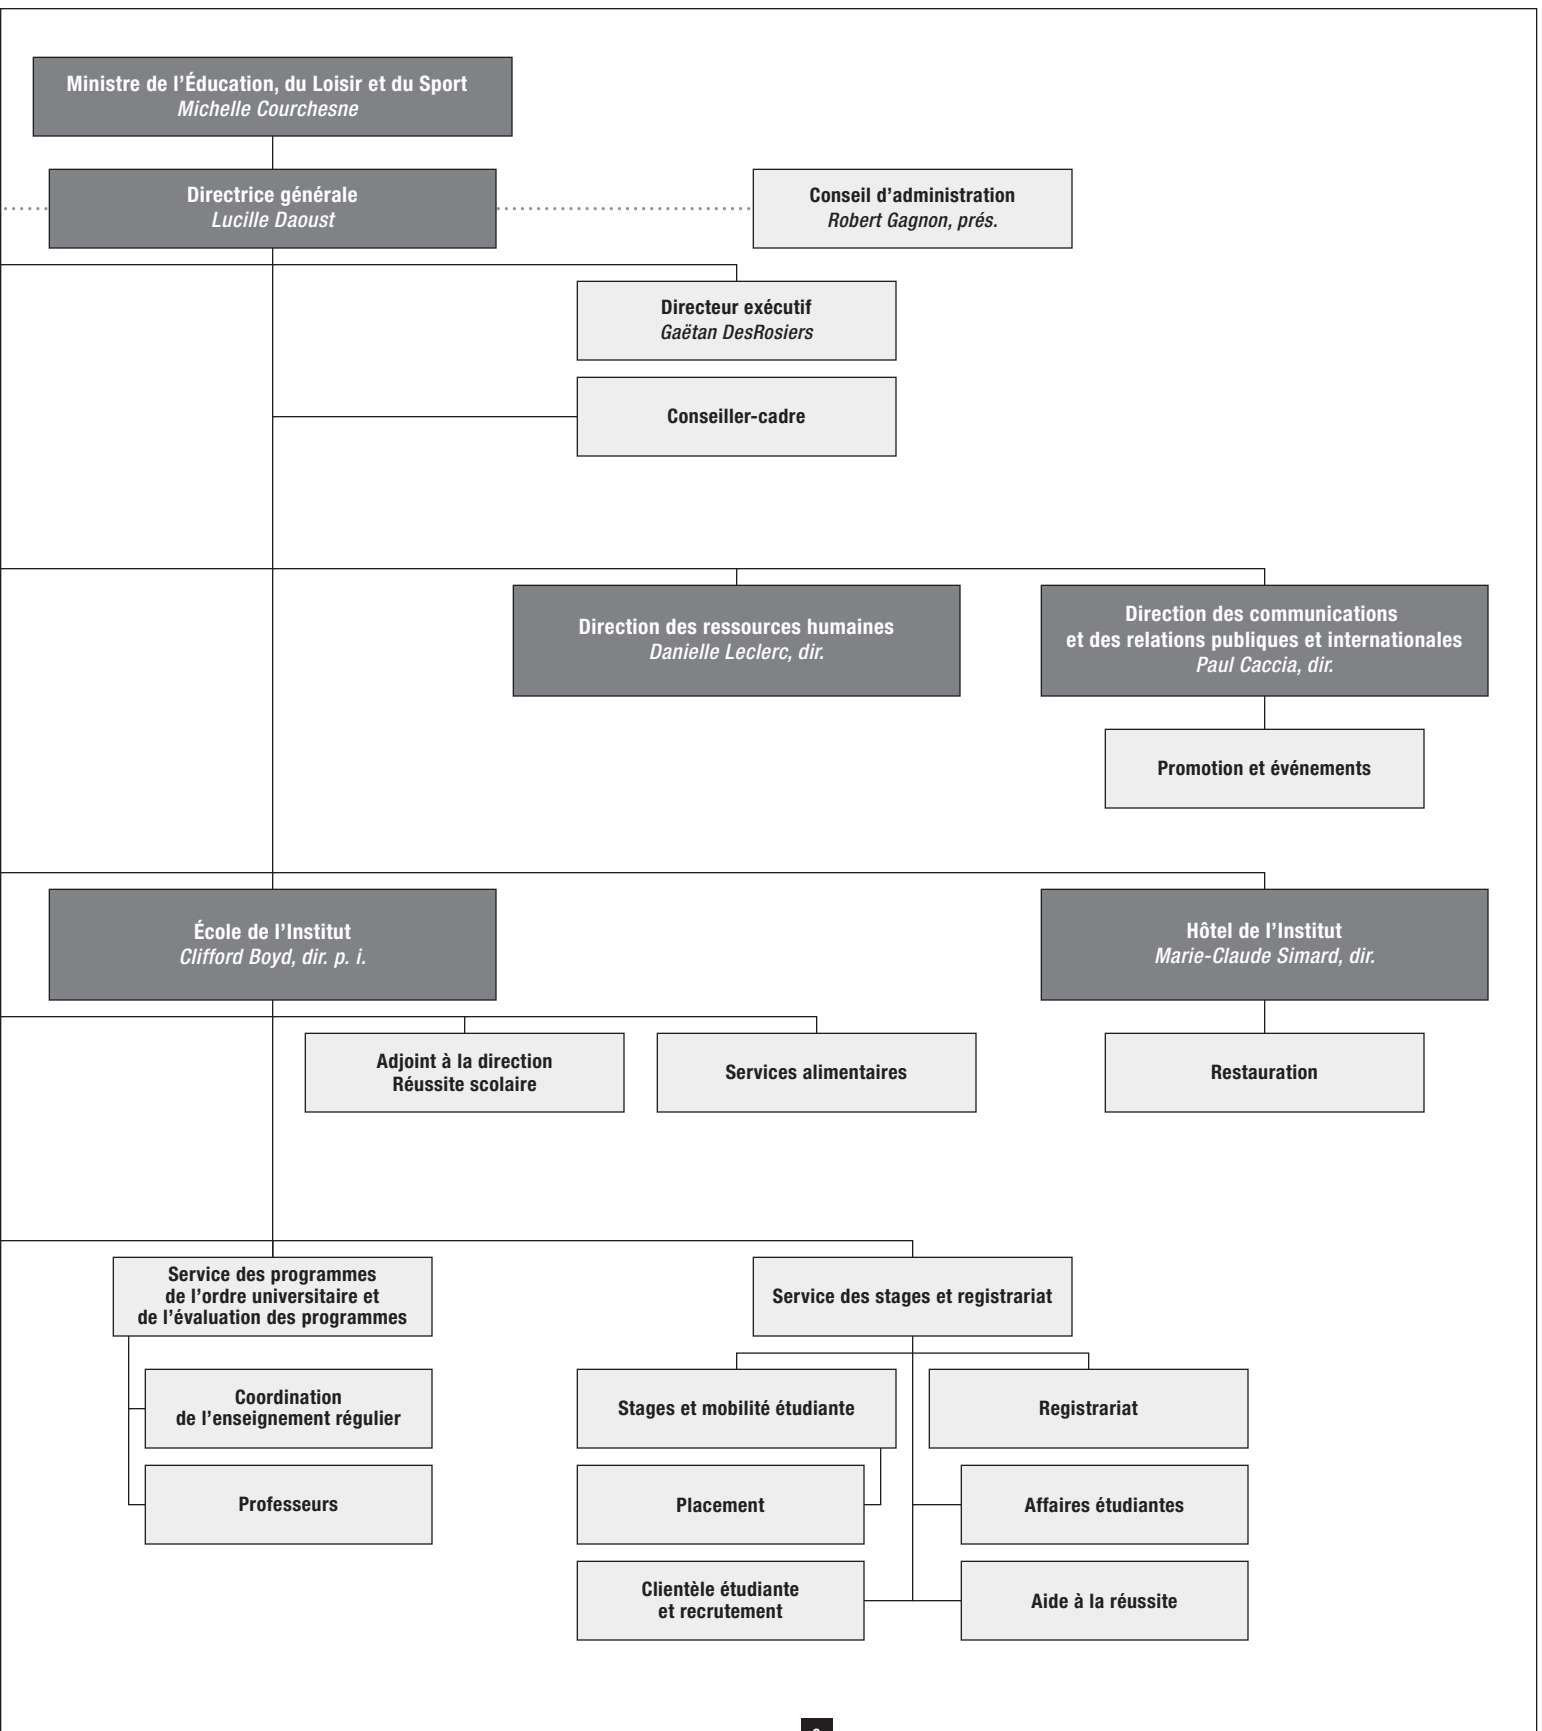 Ministre de l'Éducation, du Loisir et du Sport
Michelle Courchesne
Directrice générale
Lucille Daoust
Conseil d'administration
Robert Gagnon, prés.
Directeur exécutif
Gaëtan DesRosiers
Conseiller-cadre
Direction des ressources humaines
Danielle Leclerc, dir.
Direction des communications
et des relations publiques et internationales
Paul Caccia, dir.
Promotion et événements
École de l'Institut
Clifford Boyd, dir. p. i.
Hôtel de l'Institut
Marie-Claude Simard, dir.
Adjoint à la direction
Réussite scolaire
Services alimentaires
Restauration
Service des programmes
de l'ordre universitaire et
de l'évaluation des programmes
Service des stages et registrariat
Coordination
de l'enseignement régulier
Stages et mobilité étudiante
Registrariat
Professeurs
Placement
Affaires étudiantes
Clientèle étudiante
et recrutement
Aide à la réussite